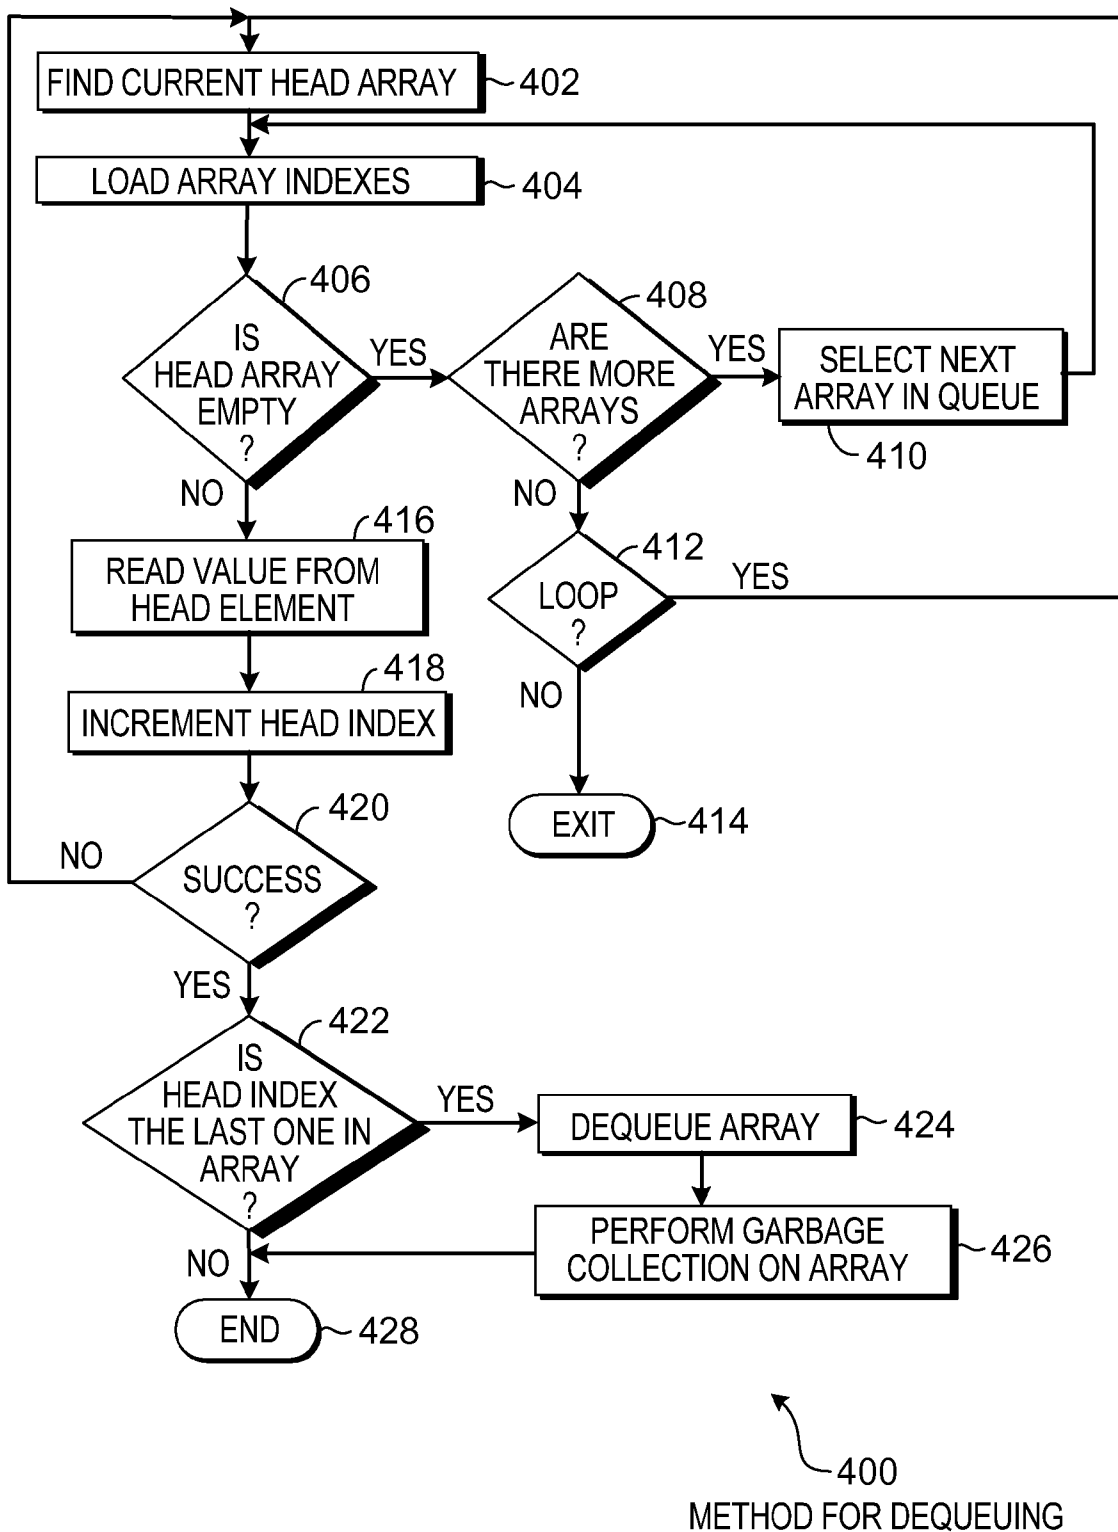 FIND CURRENT HEAD ARRAY
402
LOAD ARRAY INDEXES
404
406
IS
HEAD ARRAY
EMPTY
?
YES
NO
408
ARE
THERE MORE
ARRAYS
?
YES
NO
SELECT NEXT
ARRAY IN QUEUE
410
412
LOOP
?
YES
NO
EXIT
414
416
READ VALUE FROM
HEAD ELEMENT
418
INCREMENT HEAD INDEX
420
SUCCESS
?
NO
YES
422
IS
HEAD INDEX
THE LAST ONE IN
ARRAY
?
YES
NO
DEQUEUE ARRAY
424
PERFORM GARBAGE
COLLECTION ON ARRAY
426
END
428
400
METHOD FOR DEQUEUING